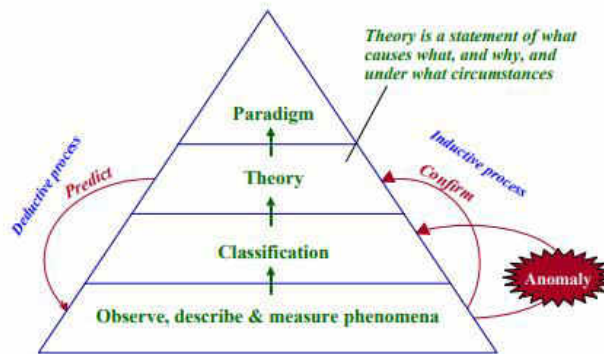 Theory is a statement of what
causes what, and why, and
under what circumstances
Paradigm
Deductive process
Predict
Inductive process
Confirm
Theory
Classification
Anomaly
Observe, describe & measure phenomena